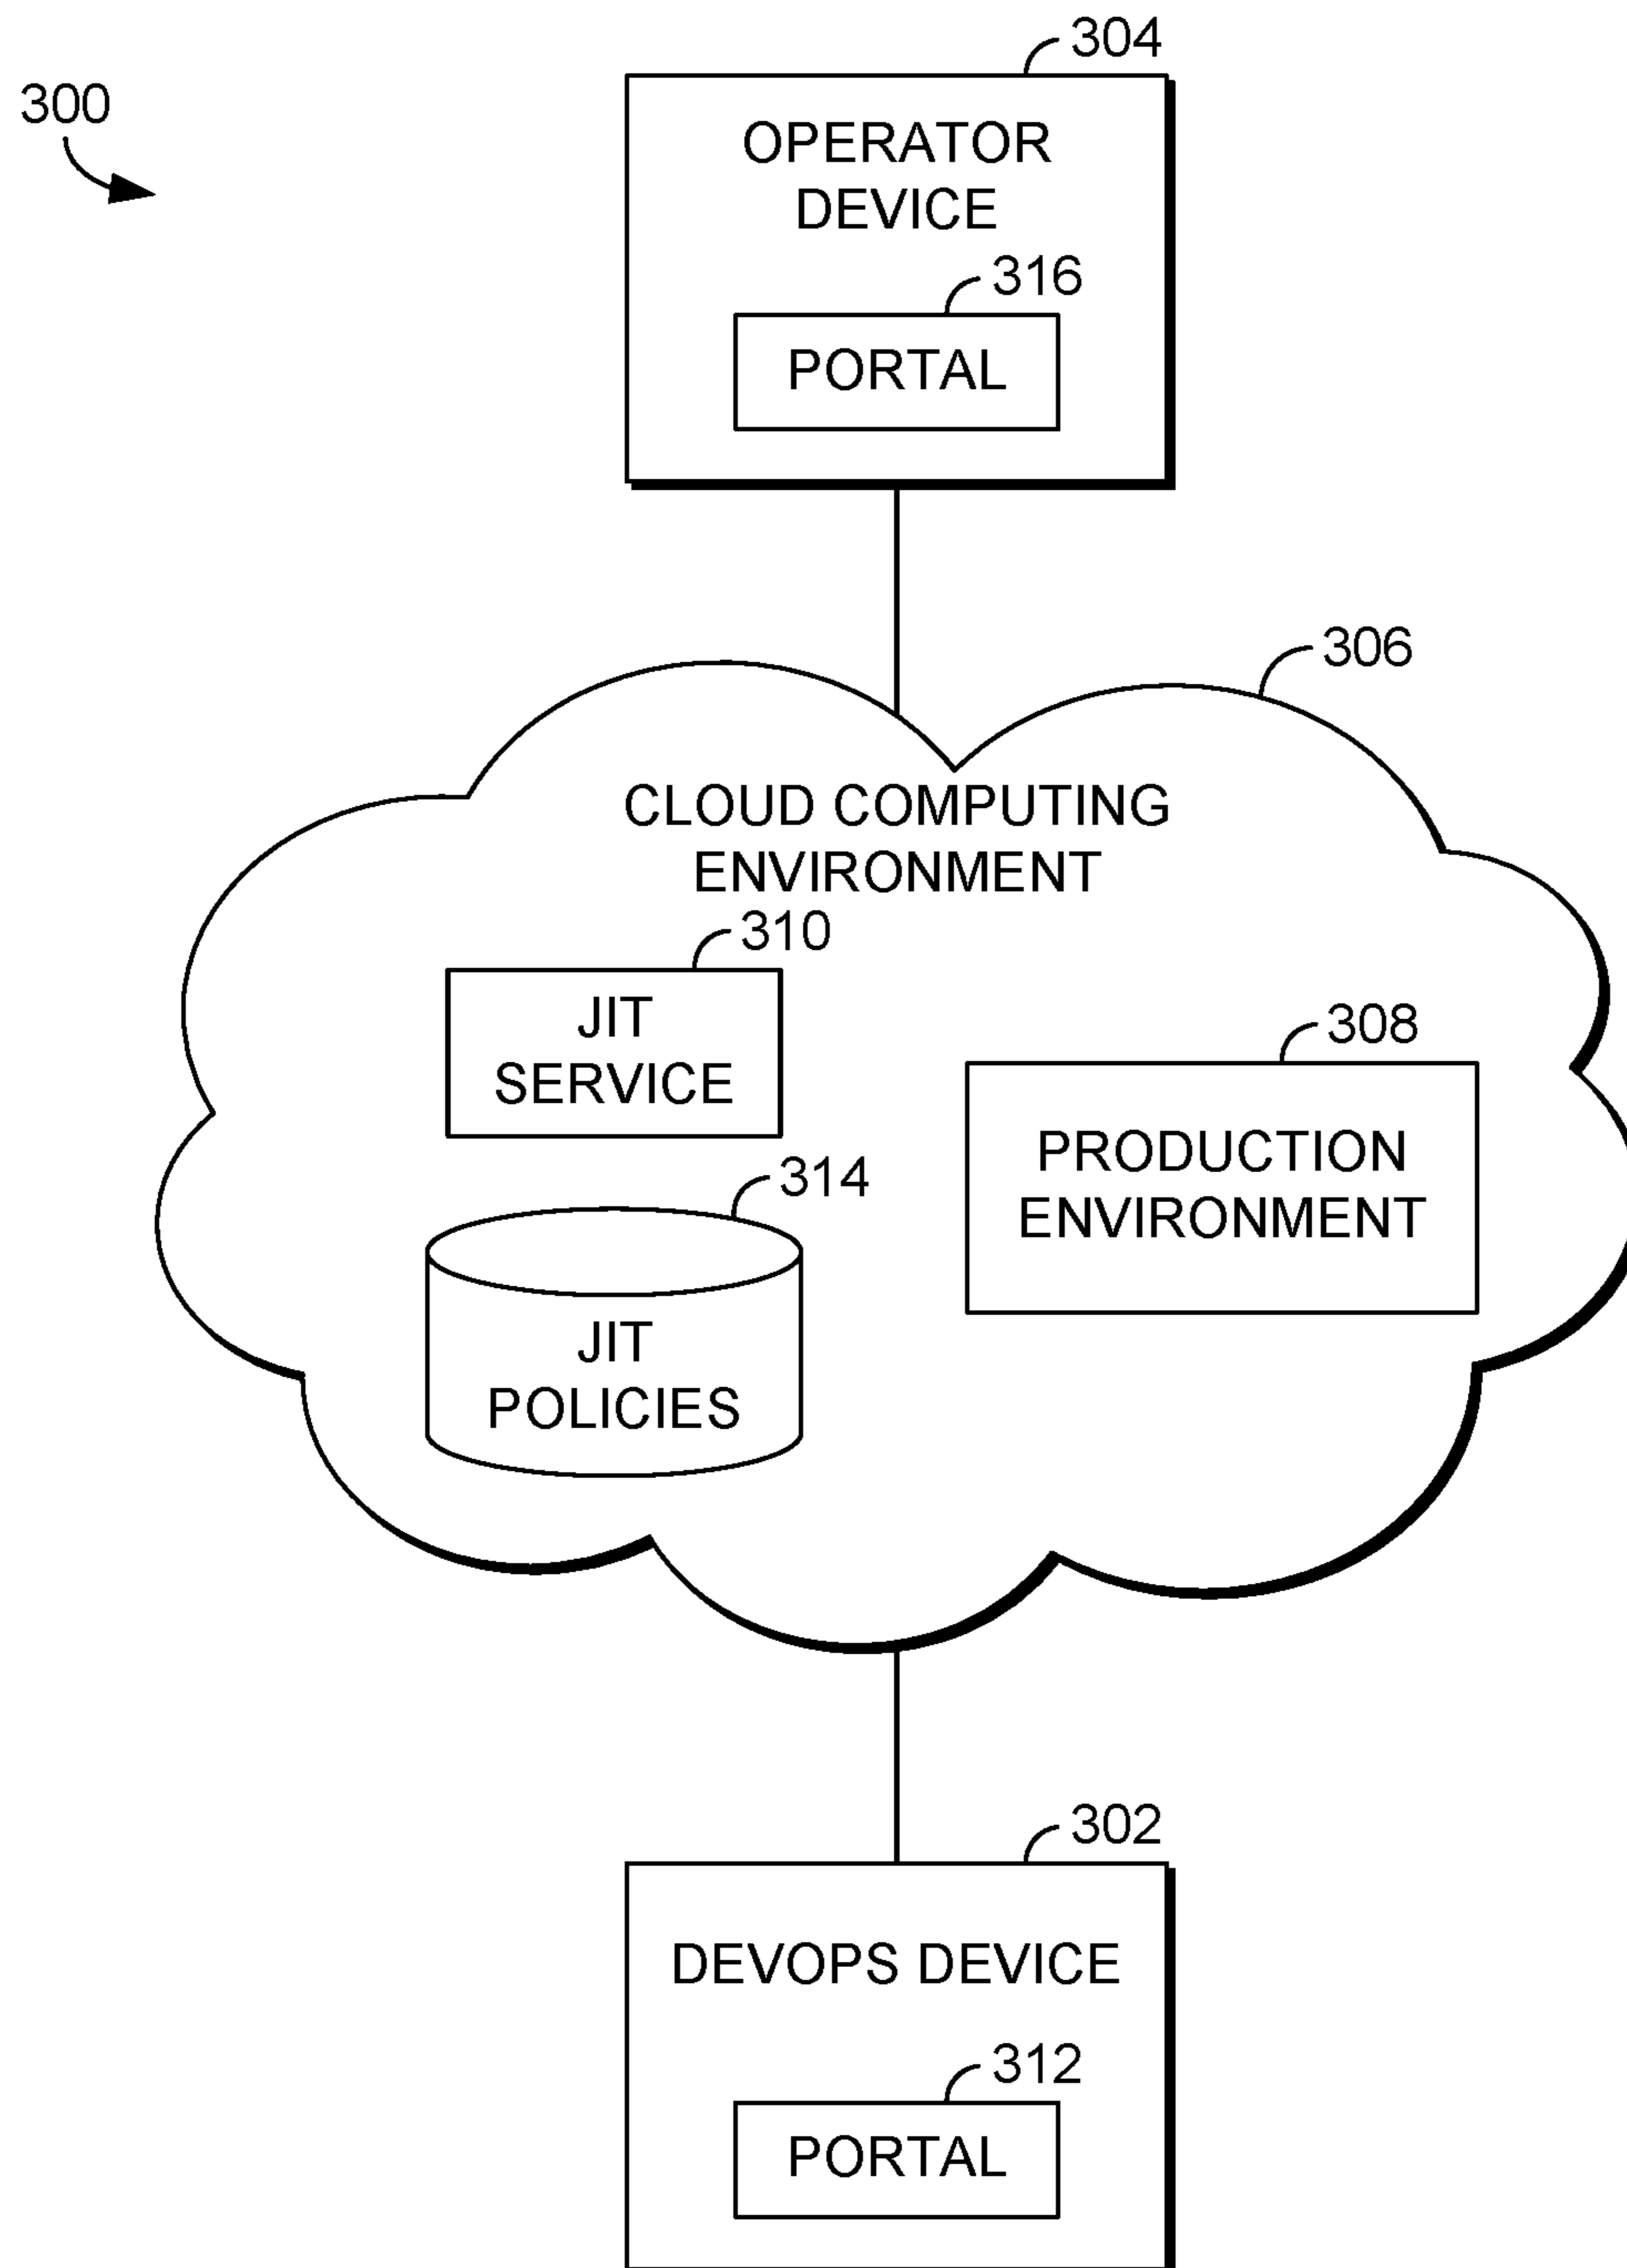 304
300
OPERATOR
DEVICE
316
PORTAL
306
CLOUD COMPUTING
ENVIRONMENT
310
JIT
SERVICE
308
PRODUCTION
ENVIRONMENT
314
JIT
POLICIES
302
DEVOPS DEVICE
312
PORTAL